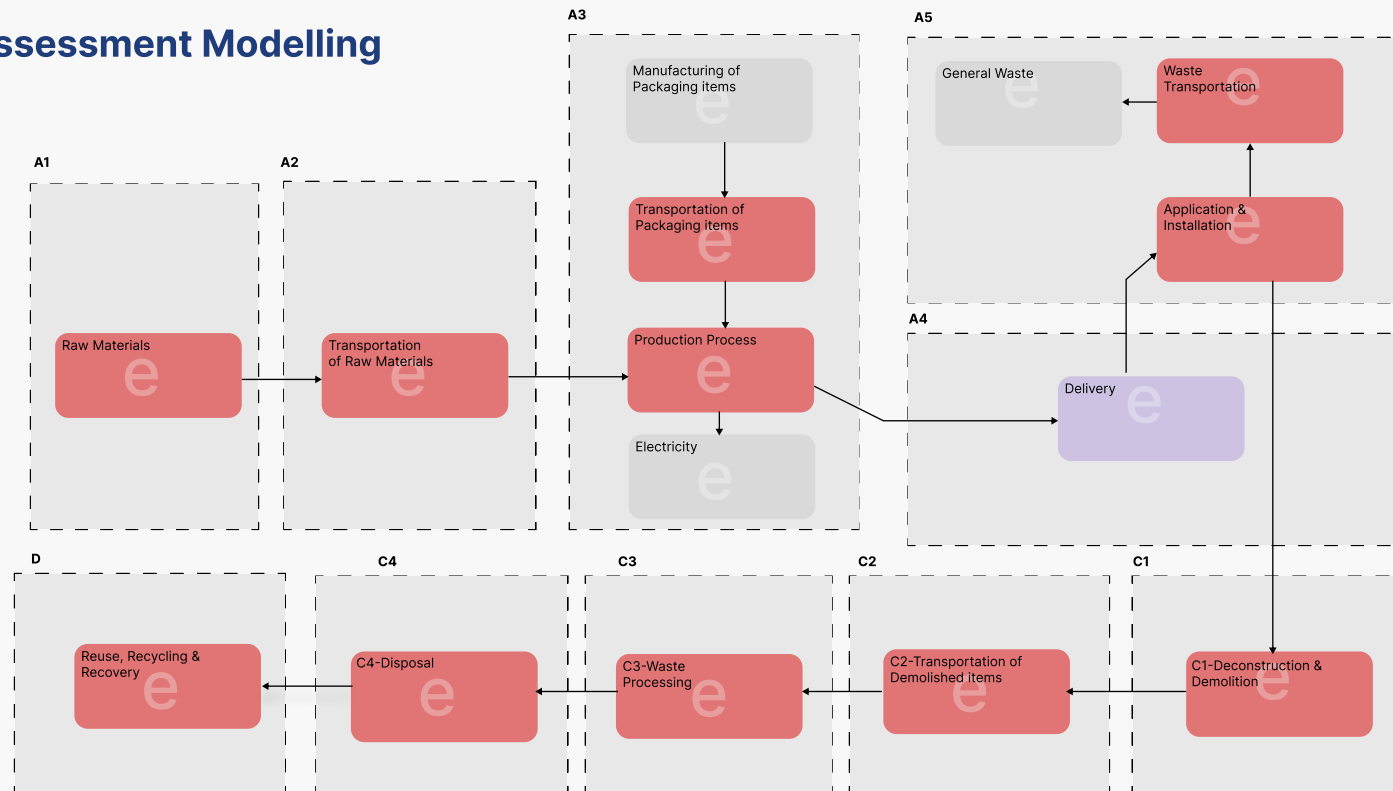 ssessment Modelling
A3
A5
Manufacturing of
Packaging items
General Waste
Waste
Transportation
A1
A2
Transportation of
Packaging items
Application &
Installation
A4
Raw Materials
Transportation
of Raw Materials
Production Process
Delivery
Electricity
D
C4
C3
C2
C1
Reuse, Recycling &
Recovery
C4-Disposal
C3-Waste
Processing
C2-Transportation of
Demolished items
C1-Deconstruction &
Demolition
e
e
e
e
e
e
e
e
e
e
e
e
e
e